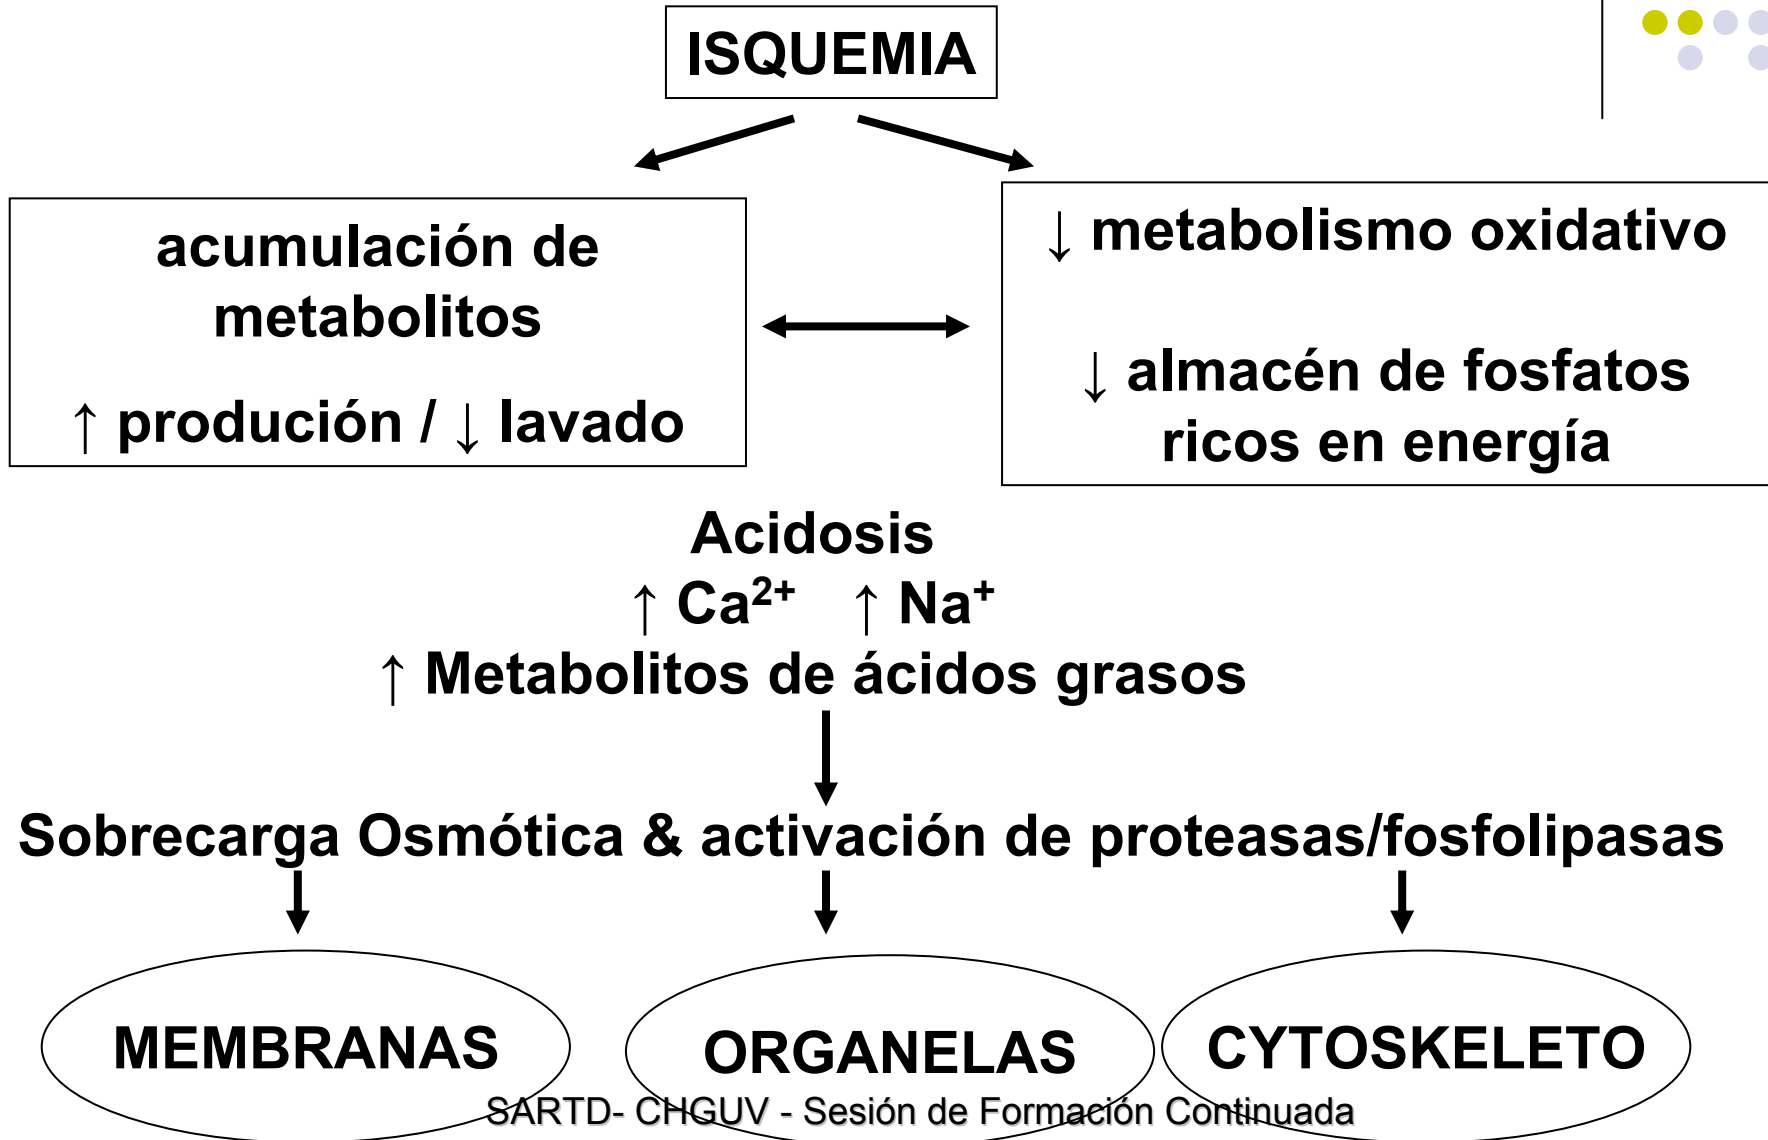 ISQUEMIA
acumulación de
metabolitos
↑ produción / ↓ lavado
↓ metabolismo oxidativo
↓ almacén de fosfatos
ricos en energía
Acidosis
↑ Ca²⁺ ↑ Na⁺
↑ Metabolitos de ácidos grasos
Sobrecarga Osmótica & activación de proteasas/fosfolipasas
MEMBRANAS
ORGANELAS
CYTOSKELETO
SARTD- CHGUV - Sesión de Formación Continuada